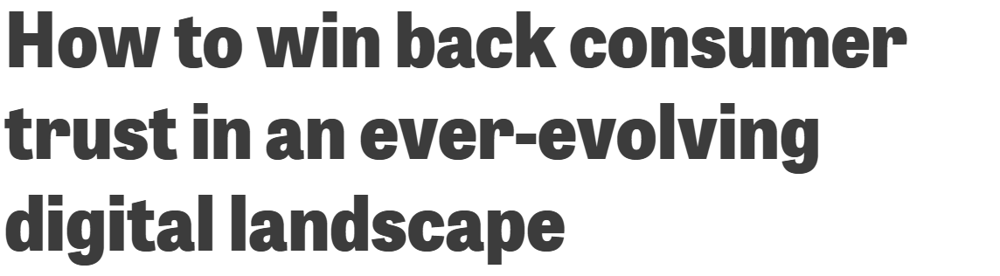 How to win back consumer
trust in an ever-evolving
digital landscape